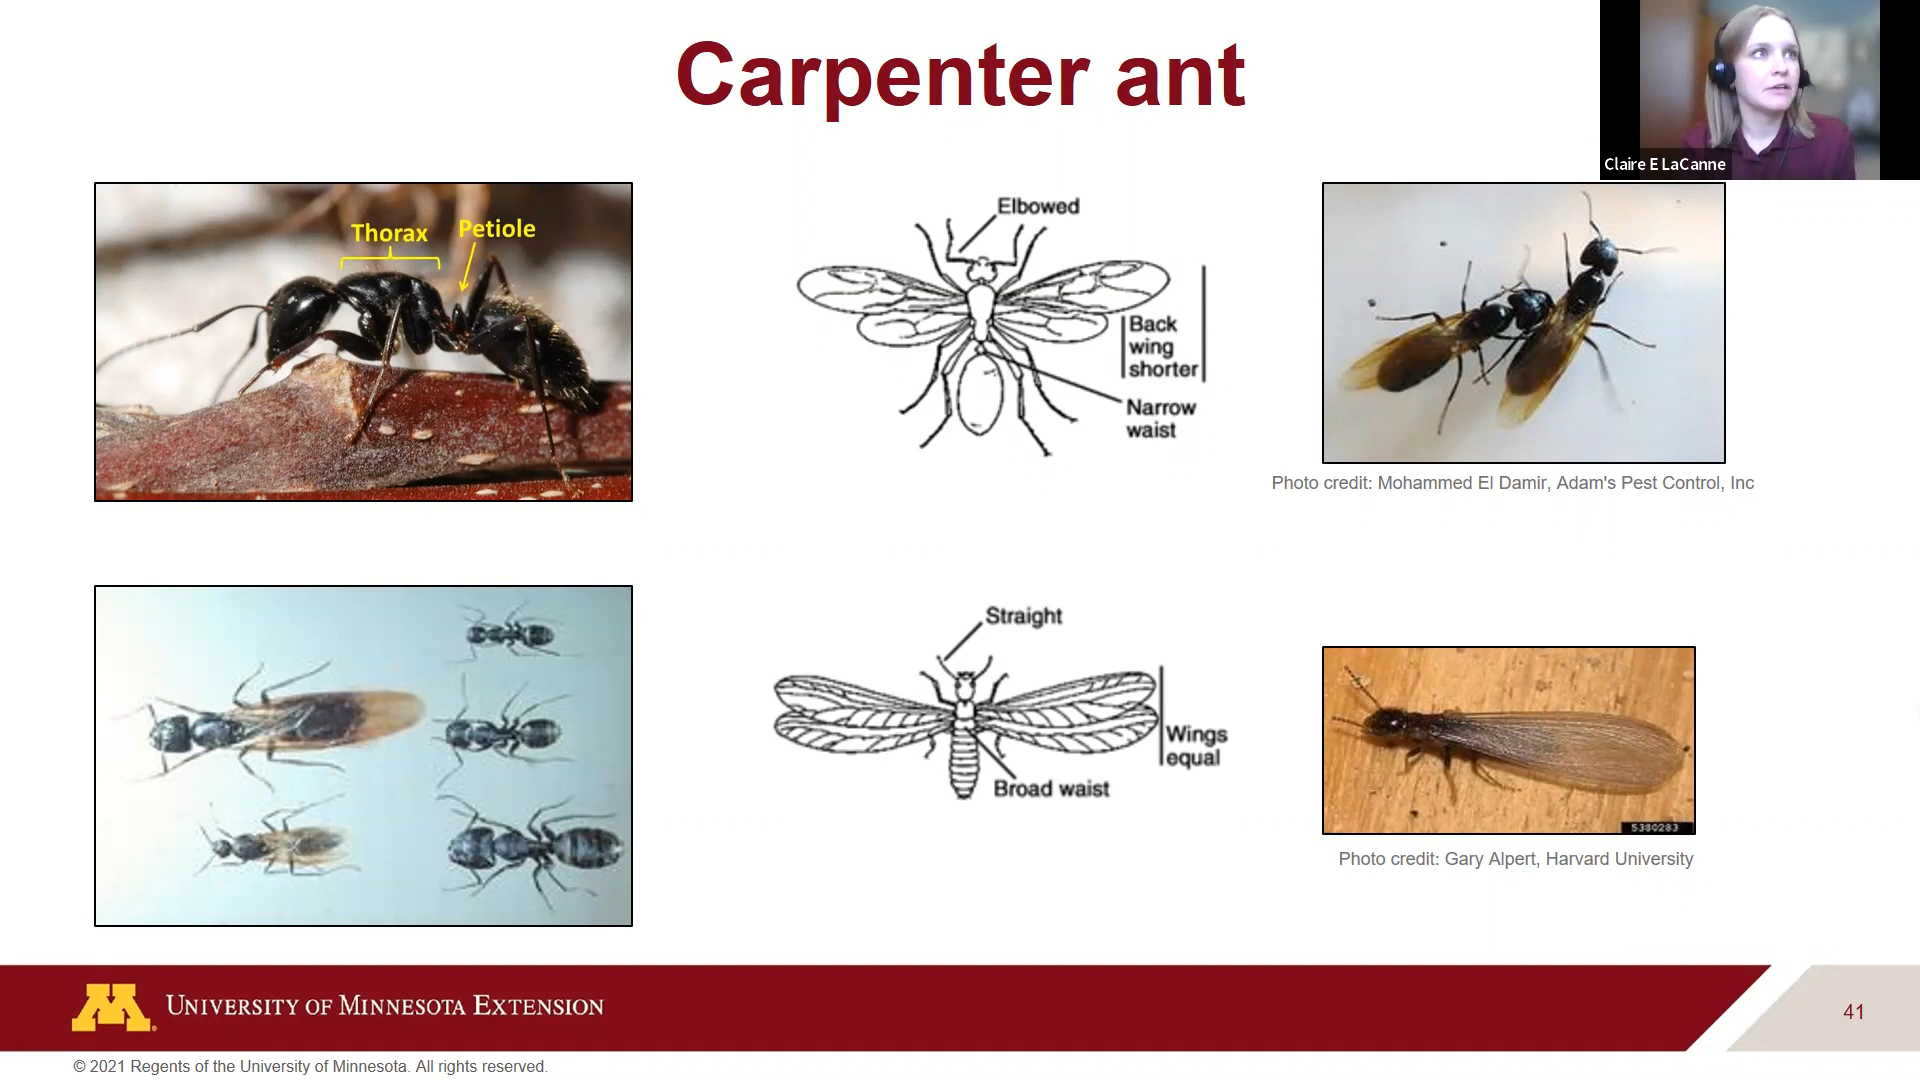 Carpenter ant
Claire E LaCanne
Thorax
Petiole
Elbowed
Back
wing
shorter
Narrow
waist
Photo credit: Mohammed El Damir, Adam's Pest Control, Inc
Straight
Wings
equal
Broad waist
5380283
Photo credit: Gary Alpert, Harvard University
UNIVERSITY OF MINNESOTA EXTENSION
41
© 2021 Regents of the University of Minnesota. All rights reserved.